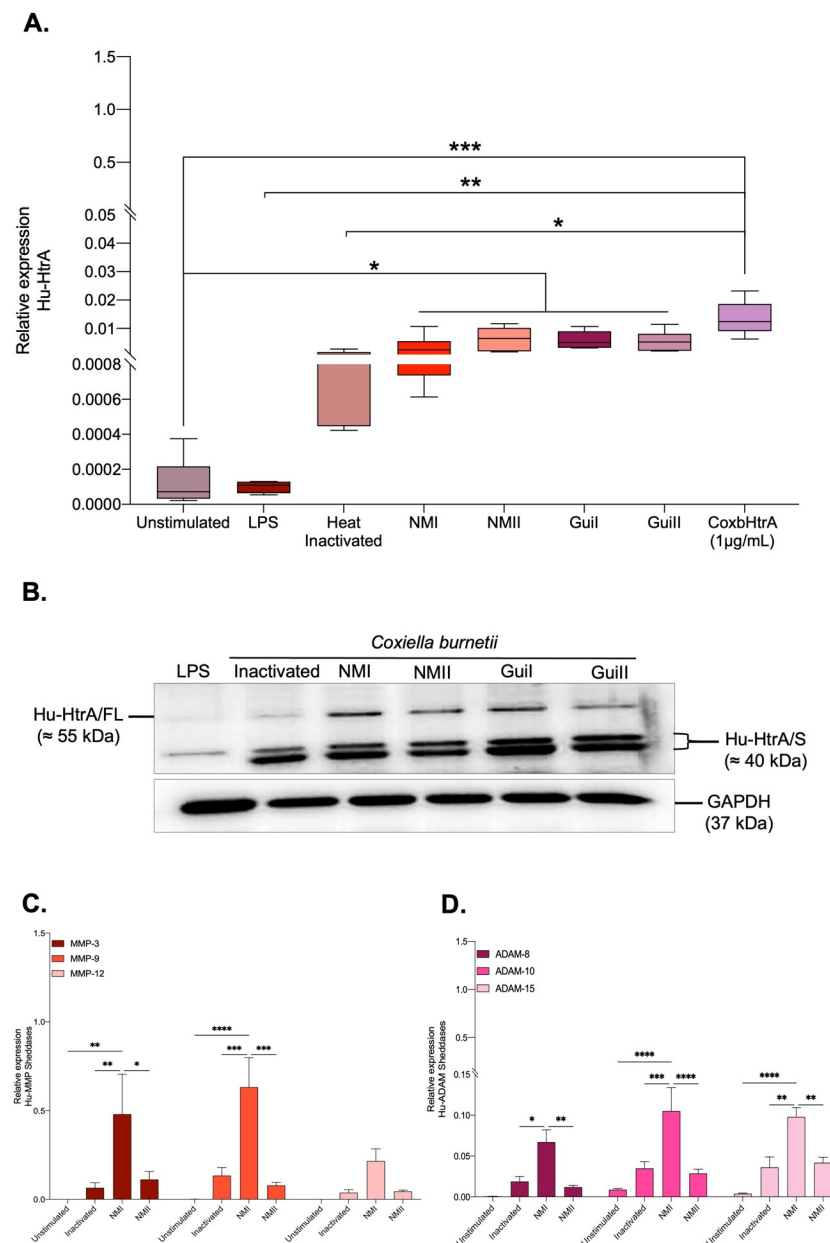 A.
1.5
1.0
0.5
0.05
0.04
0.03
0.02
0.01
0.0008
0.0006
0.0004
0.0002
0.0000
Relative expression
Hu-HtrA
***
**
*
*
Unstimulated LPS Heat Inactivated NMI NMII GuiI GuiII CoxbHtrA (1µg/mL)
B.
Coxiella burnetii
LPS Inactivated NMI NMII GuiI GuiII
Hu-HtrA/FL
(≈ 55 kDa)
Hu-HtrA/S
(≈ 40 kDa)
GAPDH
(37 kDa)
C.
MMP-3
MMP-9
MMP-12
1.5
1.0
0.5
0.0
Relative expression
Hu-MMP Sheddases
** **** 
** * *** ***
Unstimulated Inactivated NMI NMII Unstimulated Inactivated NMI NMII Unstimulated Inactivated NMI NMII
D.
ADAM-8
ADAM-10
ADAM-15
1.5
1.0
0.5
0.15
0.10
0.05
0.00
Relative expression
Hu-ADAM Sheddases
**** ****
* ** *** **** ** **
Unstimulated Inactivated NMI NMII Unstimulated Inactivated NMI NMII Unstimulated Inactivated NMI NMII